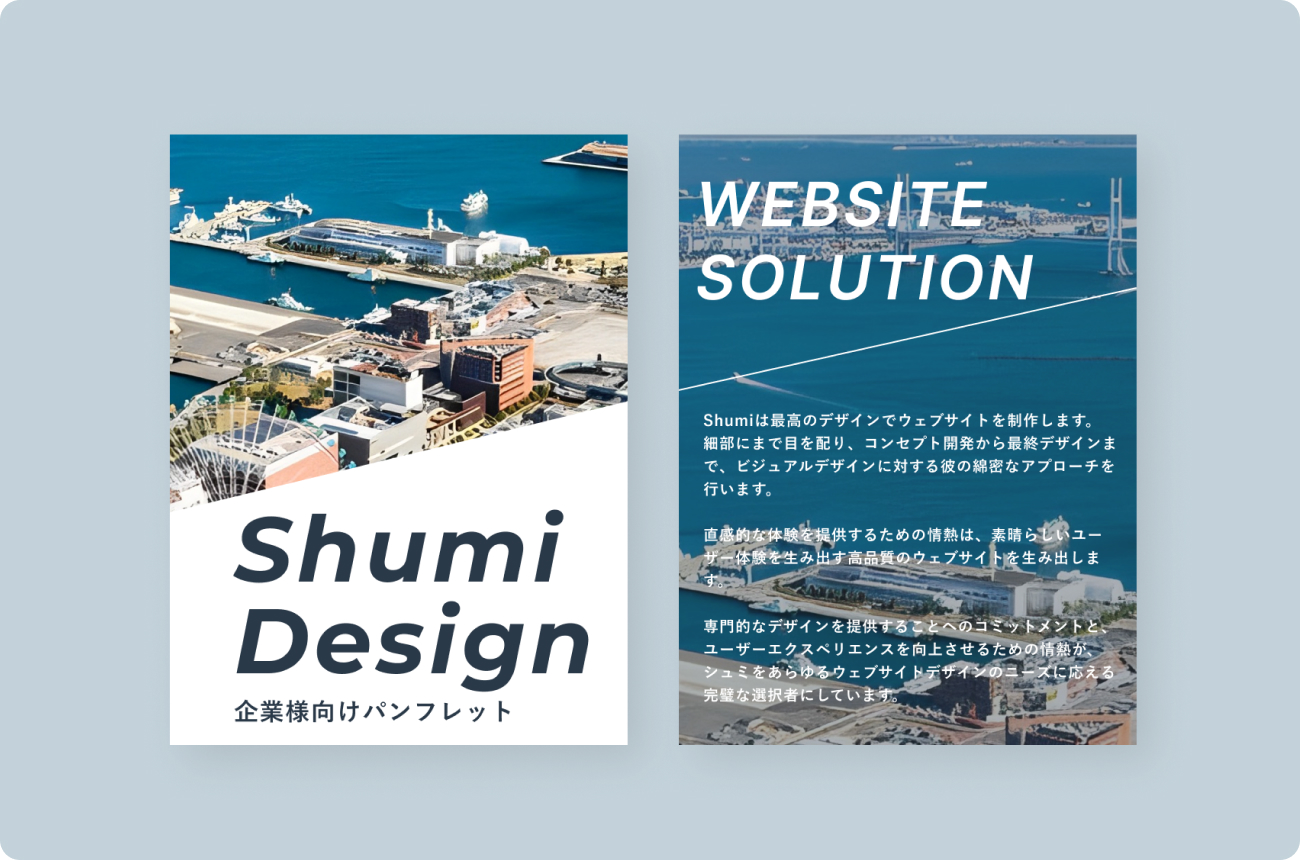 Shumi
Design
企業様向けパンフレット
WEBSITE
SOLUTION
Shumiは最高のデザインでウェブサイトを制作します。
細部にまで目を配り、コンセプト開発から最終デザインま
で、ビジュアルデザインに対する彼の綿密なアプローチを
行います。
直感的な体験を提供するための情熱は、素晴らしいユー
ザー体験を生み出す高品質のウェブサイトを生み出しま
す。
専門的なデザインを提供することへのコミットメントと、
ユーザーエクスペリエンスを向上させるための情熱が、
シュミをあらゆるウェブサイトデザインのニーズに応える
完璧な選択者にしています。